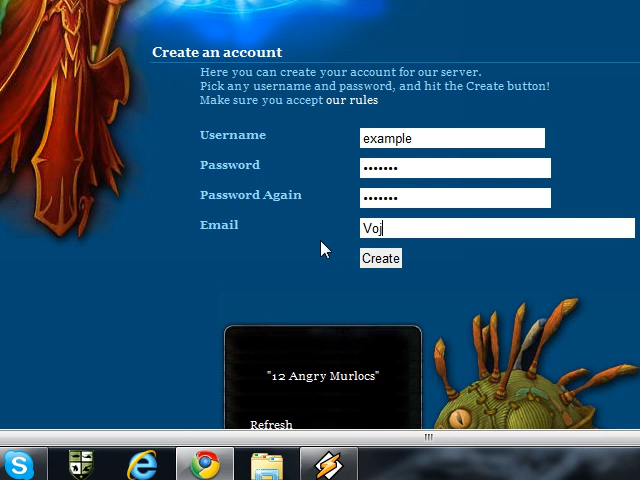 Create an account
Here you can create your account for our server.
Pick any username and password, and hit the Create button!
Make sure you accept our rules
Username
example
Password
•••••••
Password Again
•••••••
Email
Voj
Create
"12 Angry Murlocs"
Refresh